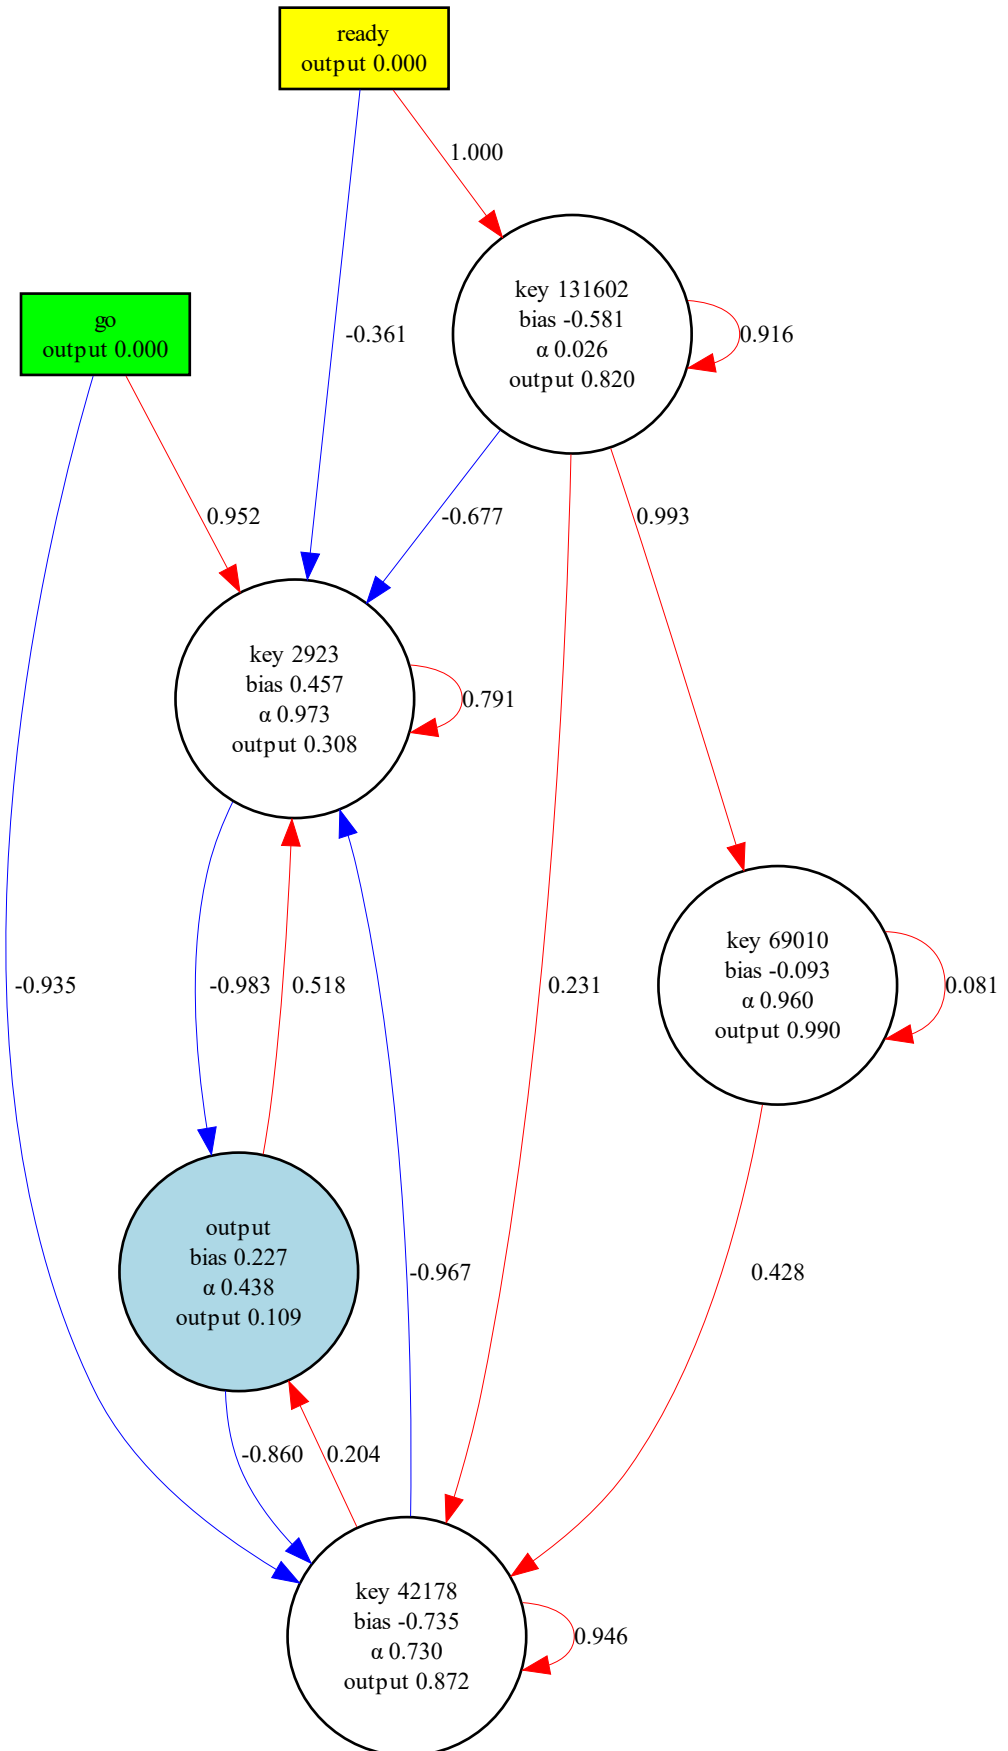 ready
output 0.000
1.000
key 131602
bias -0.581
α 0.026
output 0.820
0.916
go
output 0.000
-0.361
0.952
-0.677
0.993
key 2923
bias 0.457
α 0.973
output 0.308
0.791
key 69010
bias -0.093
α 0.960
output 0.990
0.081
-0.935
-0.983
0.518
0.231
output
bias 0.227
α 0.438
output 0.109
-0.967
0.428
-0.860
0.204
key 42178
bias -0.735
α 0.730
output 0.872
0.946